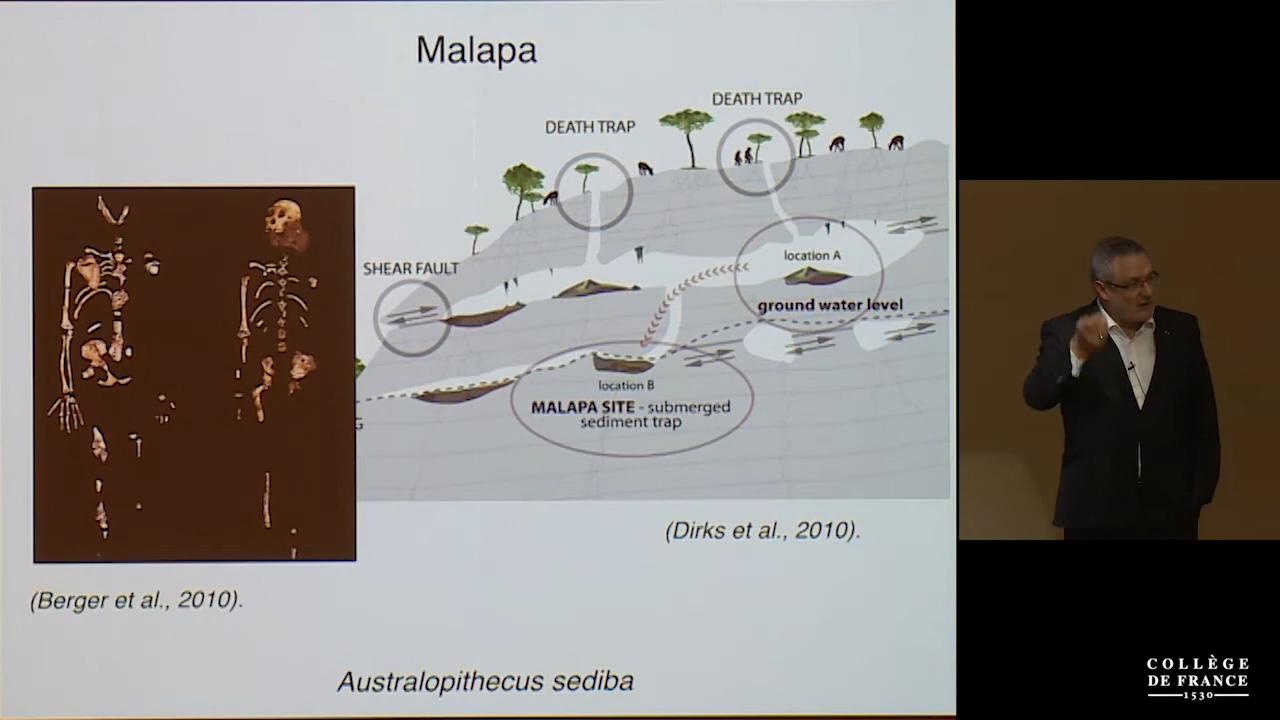 Malapa
DEATH TRAP
DEATH TRAP
SHEAR FAULT
location A
ground water level
location B
MALAPA SITE - submerged
sediment trap
G
(Dirks et al., 2010).
(Berger et al., 2010).
Australopithecus sediba
COLLÈGE
DE FRANCE
1530